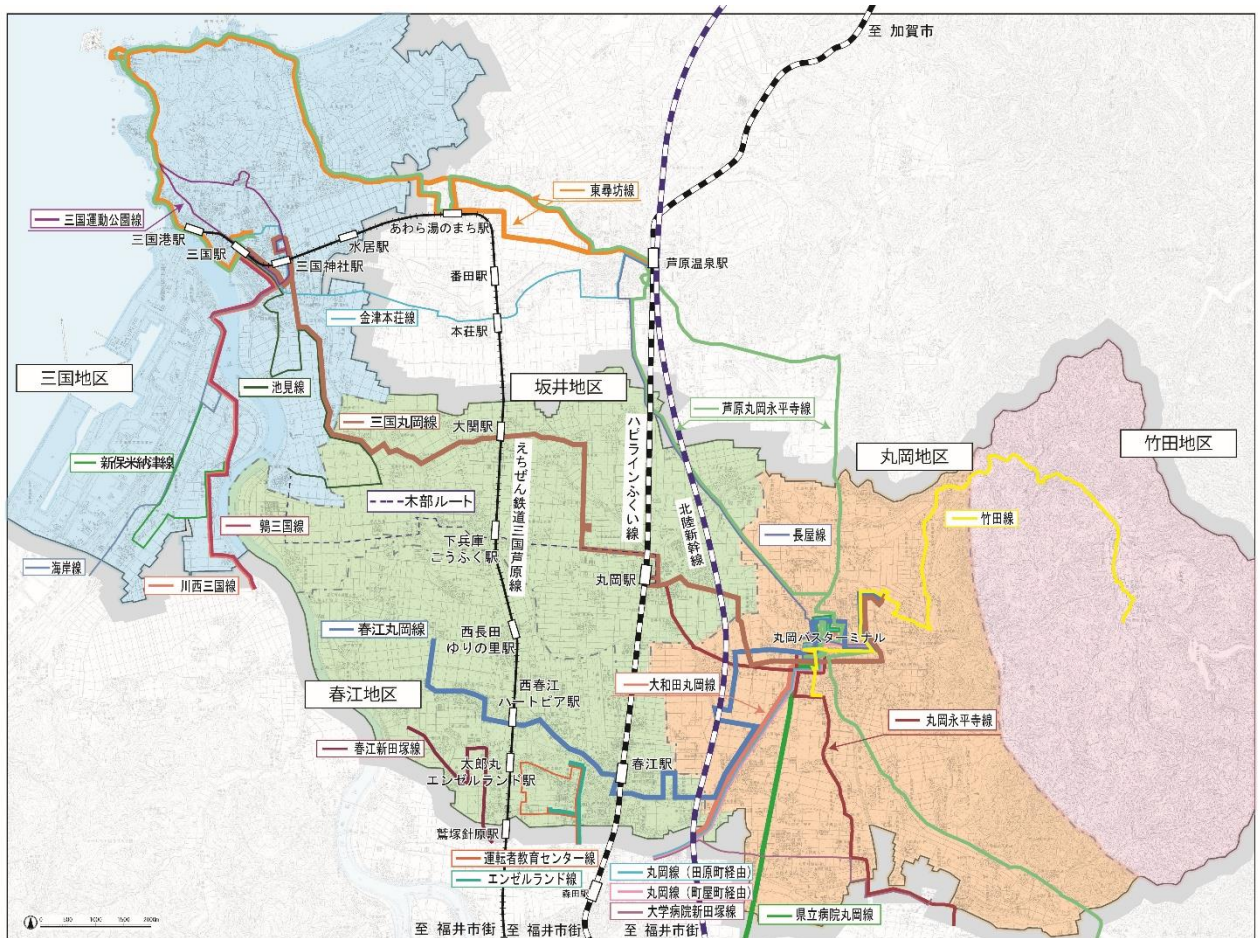 至 加賀市
東尋坊線
三国運動公園線
三国港駅
三国駅
三国神社駅
水居駅
あわら湯のまち駅
番田駅
芦原温泉駅
金津本荘線
本荘駅
三国地区
坂井地区
池見線
三国丸岡線
大関駅
芦原丸岡永平寺線
ハピラインふくい線
えちぜん鉄道三国芦原線
北陸新幹線
丸岡地区
竹田地区
新保米納津線
木部ルート
竹田線
鶉三国線
下兵庫
こうふく駅
長屋線
海岸線
川西三国線
丸岡駅
春江丸岡線
西長田
ゆりの里駅
丸岡バスターミナル
春江地区
西春江
ハートピア駅
大和田丸岡線
丸岡永平寺線
春江新田塚線
太郎丸
エンゼルランド駅
春江駅
鷲塚針原駅
運転者教育センター線
エンゼルランド線
森田駅
丸岡線（田原町経由）
丸岡線（町屋町経由）
大学病院新田塚線
県立病院丸岡線
0 500 1000 1500 2000m
至 福井市街
至 福井市街
至 福井市街